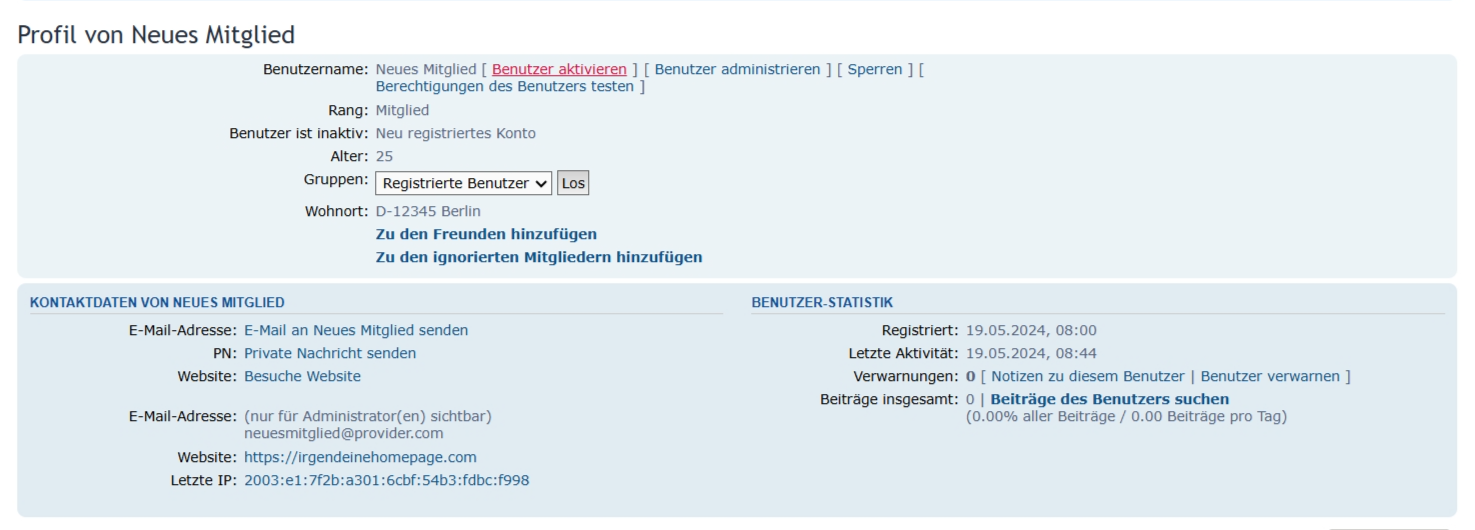 Profil von Neues Mitglied
Benutzername: Neues Mitglied [ Benutzer aktivieren ] [ Benutzer administrieren ] [ Sperren ] [
Berechtigungen des Benutzers testen ]
Rang: Mitglied
Benutzer ist inaktiv: Neu registriertes Konto
Alter: 25
Gruppen: Registrierte Benutzer Los
Wohnort: D-12345 Berlin
Zu den Freunden hinzufügen
Zu den ignorierten Mitgliedern hinzufügen
KONTAKTDATEN VON NEUES MITGLIED
E-Mail-Adresse: E-Mail an Neues Mitglied senden
PN: Private Nachricht senden
Website: Besuche Website
E-Mail-Adresse: (nur für Administrator(en) sichtbar)
neuesmitglied@provider.com
Website: https://irgendeinehomepage.com
Letzte IP: 2003:e1:7f2b:a301:6cbf:54b3:fdbc:f998
BENUTZER-STATISTIK
Registriert: 19.05.2024, 08:00
Letzte Aktivität: 19.05.2024, 08:44
Verwarnungen: 0 [ Notizen zu diesem Benutzer | Benutzer verwarnen ]
Beiträge insgesamt: 0 | Beiträge des Benutzers suchen
(0.00% aller Beiträge / 0.00 Beiträge pro Tag)